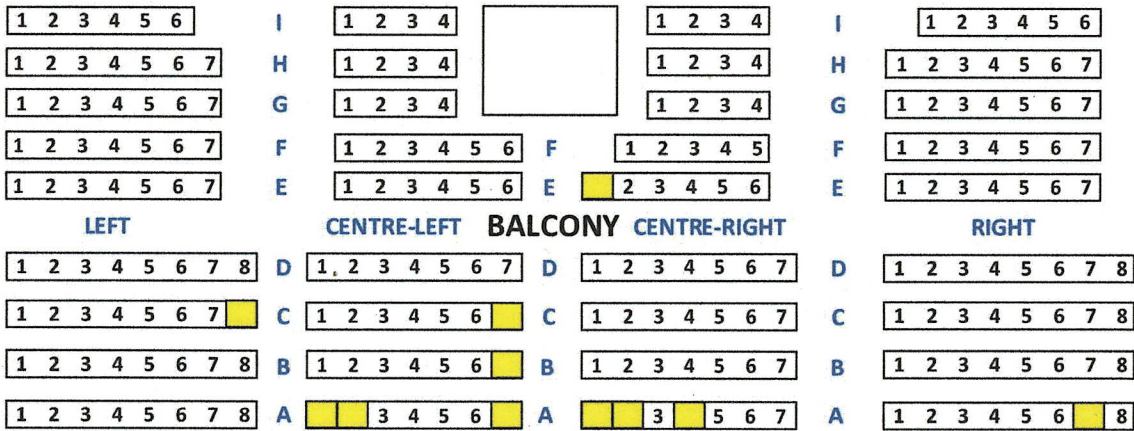 1 2 3 4 5 6 I 1 2 3 4 1 2 3 4 I 1 2 3 4 5 6
1 2 3 4 5 6 7 H 1 2 3 4 1 2 3 4 H 1 2 3 4 5 6 7
1 2 3 4 5 6 7 G 1 2 3 4 1 2 3 4 G 1 2 3 4 5 6 7
1 2 3 4 5 6 7 F 1 2 3 4 5 6 F 1 2 3 4 5 F 1 2 3 4 5 6 7
1 2 3 4 5 6 7 E 1 2 3 4 5 6 E 2 3 4 5 6 E 1 2 3 4 5 6 7
LEFT CENTRE-LEFT BALCONY CENTRE-RIGHT RIGHT
1 2 3 4 5 6 7 8 D 1 2 3 4 5 6 7 D 1 2 3 4 5 6 7 D 1 2 3 4 5 6 7 8
1 2 3 4 5 6 7 C 1 2 3 4 5 6 C 1 2 3 4 5 6 7 C 1 2 3 4 5 6 7 8
1 2 3 4 5 6 7 8 B 1 2 3 4 5 6 B 1 2 3 4 5 6 7 B 1 2 3 4 5 6 7 8
1 2 3 4 5 6 7 8 A 3 4 5 6 A 3 5 6 7 A 1 2 3 4 5 6 8